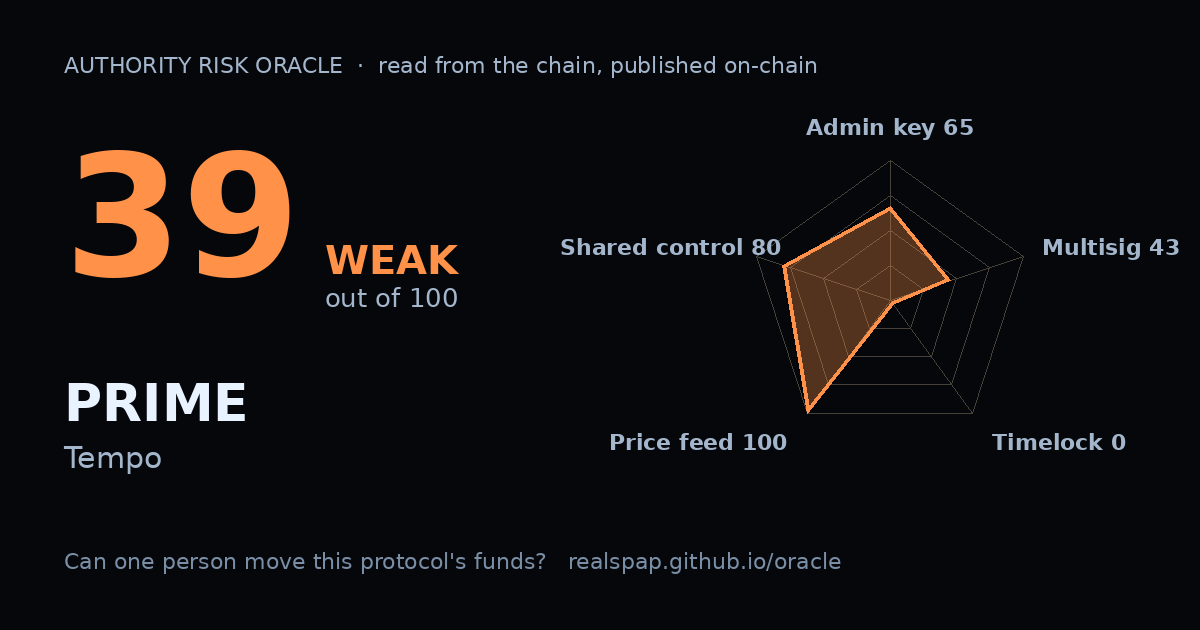 AUTHORITY RISK ORACLE · read from the chain, published on-chain
39
WEAK
out of 100
PRIME
Tempo
Admin key 65
Shared control 80
Multisig 43
Price feed 100
Timelock 0
Can one person move this protocol's funds? realspap.github.io/oracle